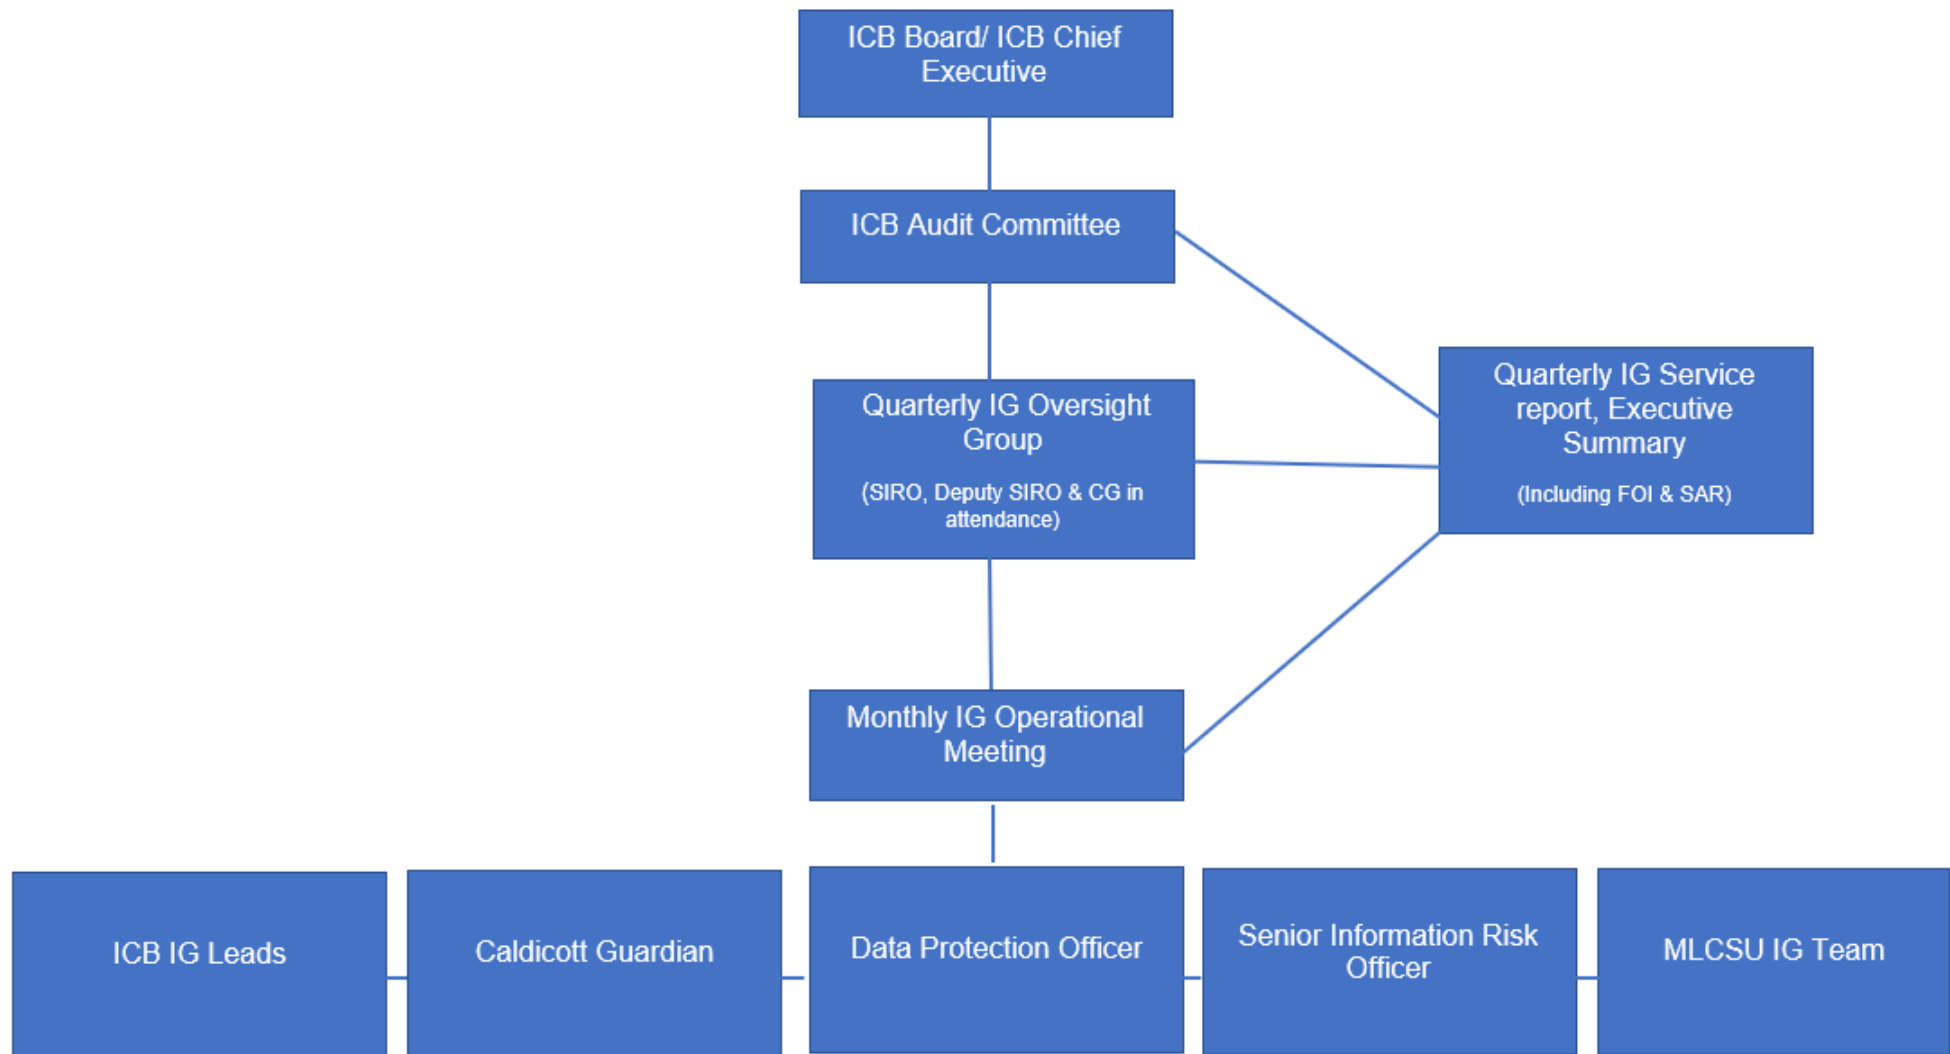 ICB Board/ ICB Chief
Executive
ICB Audit Committee
Quarterly IG Oversight
Group
(SIRO, Deputy SIRO & CG in
attendance)
Quarterly IG Service
report, Executive
Summary
(Including FOI & SAR)
Monthly IG Operational
Meeting
ICB IG Leads
Caldicott Guardian
Data Protection Officer
Senior Information Risk
Officer
MLCSU IG Team